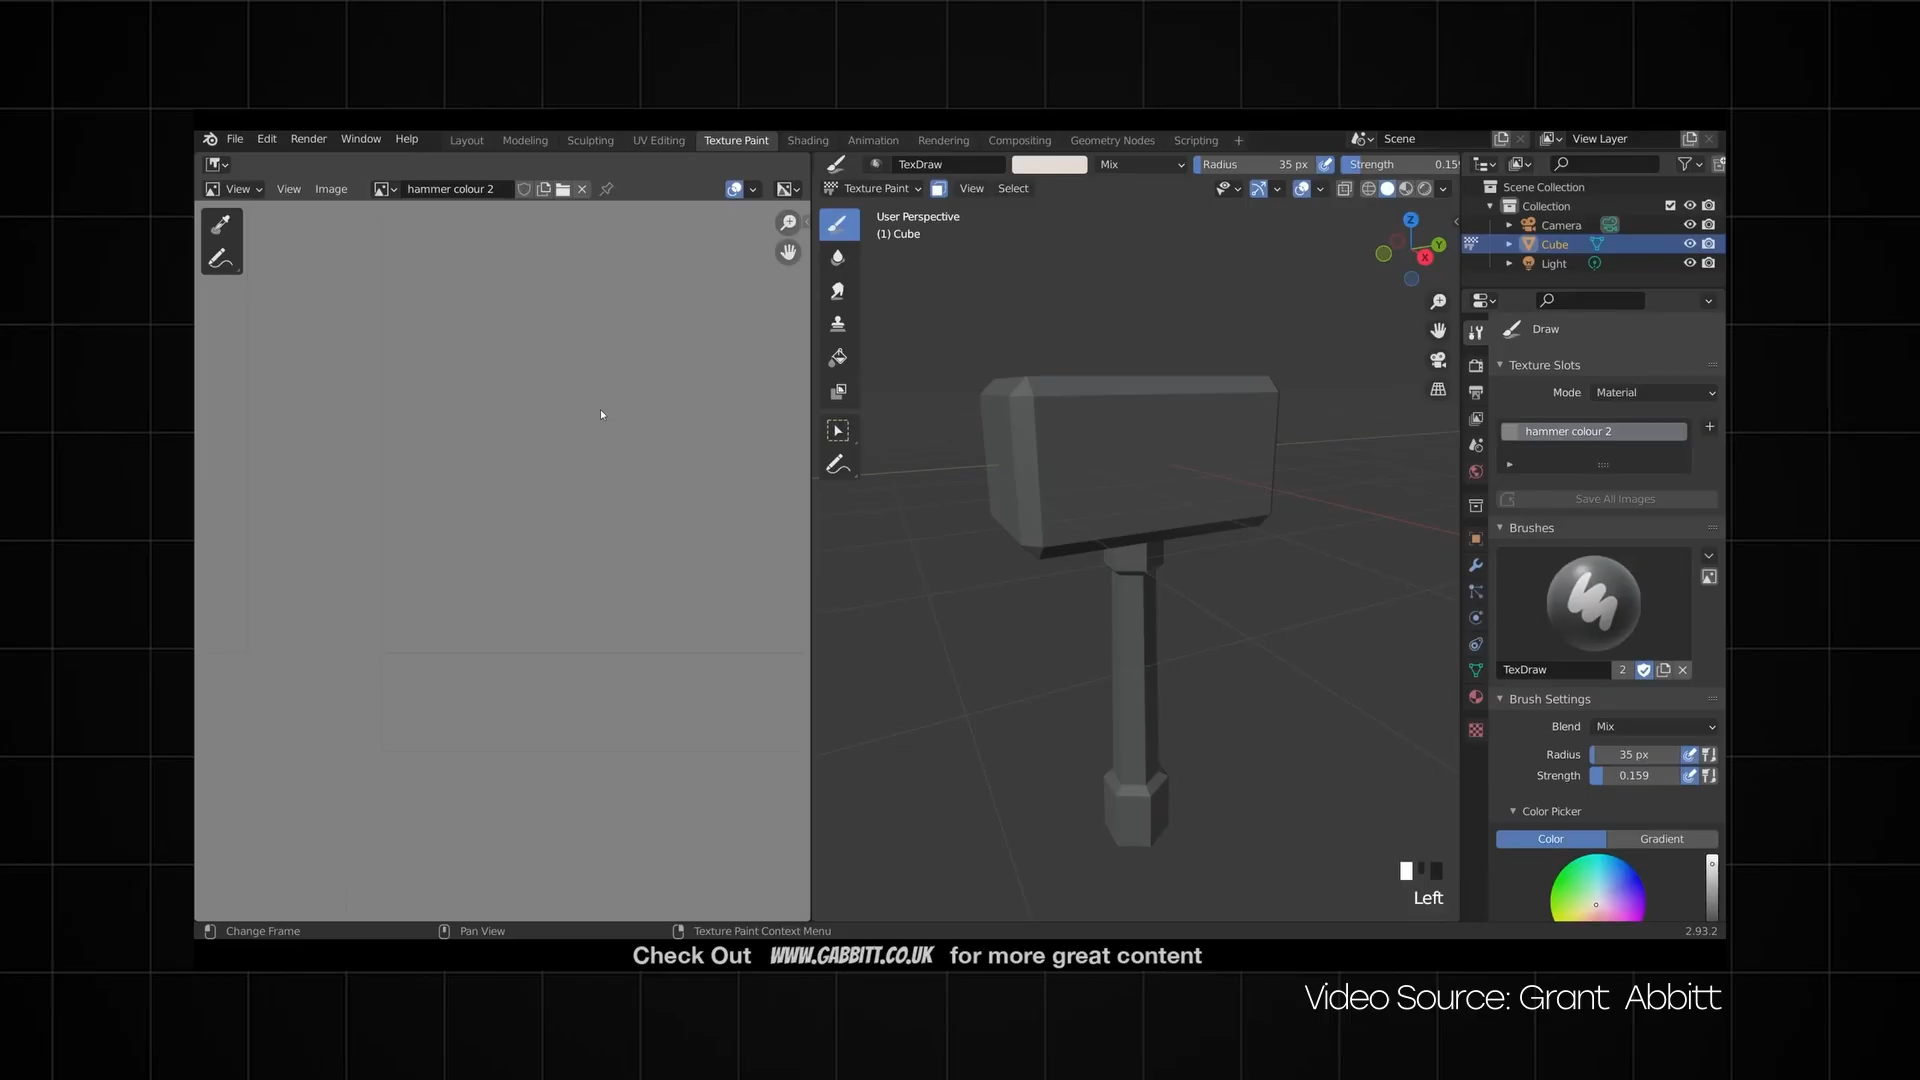 File Edit Render Window Help Layout Modeling Sculpting UV Editing Texture Paint Shading Animation Rendering Compositing Geometry Nodes Scripting + Scene View Layer
TexDraw Mix Radius 35 px Strength 0.159
View View Image hammer colour 2
Texture Paint View Select
User Perspective
(1) Cube
Z
Y
X
Scene Collection
Collection
Camera
Cube
Light
Draw
Texture Slots
Mode Material
hammer colour 2
Save All Images
Brushes
TexDraw 2
Brush Settings
Blend Mix
Radius 35 px
Strength 0.159
Color Picker
Color Gradient
Left
Change Frame Pan View Texture Paint Context Menu 2.93.2
Check Out WWW.GABBITT.CO.UK for more great content
Video Source: Grant Abbitt